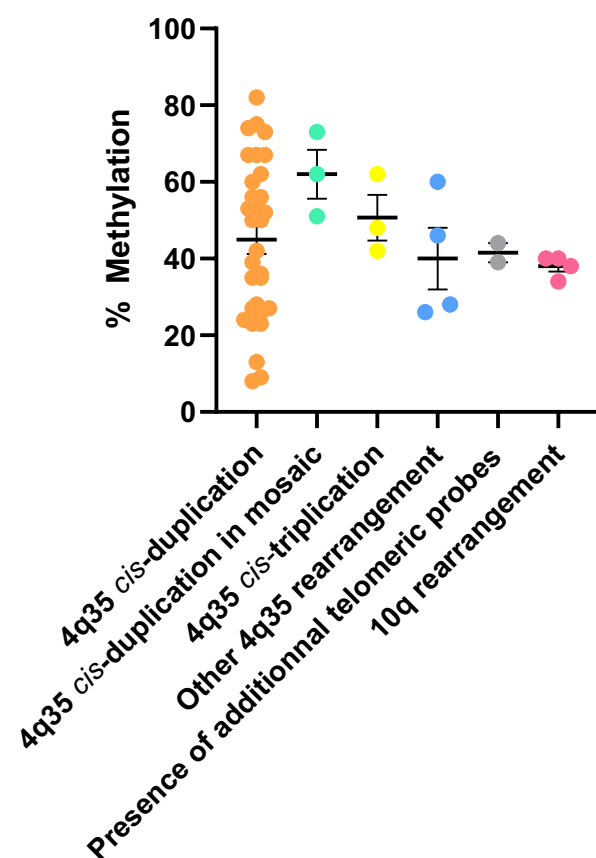 % Methylation
100
80
60
40
20
0
4q35 cis-duplication
4q35 cis-duplication in mosaic
4q35 cis-triplication
Other 4q35 rearrangement
Presence of additionnal telomeric probes
10q rearrangement